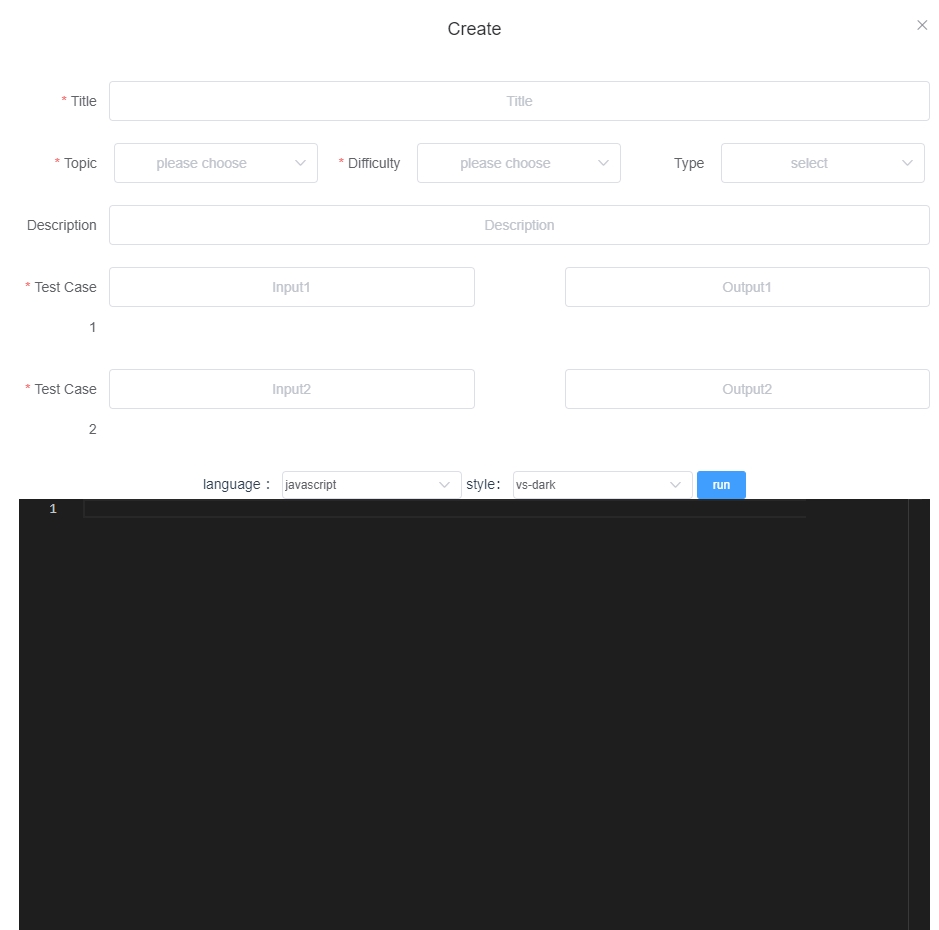 Create
* Title Title
* Topic please choose * Difficulty please choose Type select
Description Description
* Test Case Input1 Output1
1
* Test Case Input2 Output2
2
language： javascript style： vs-dark run
1